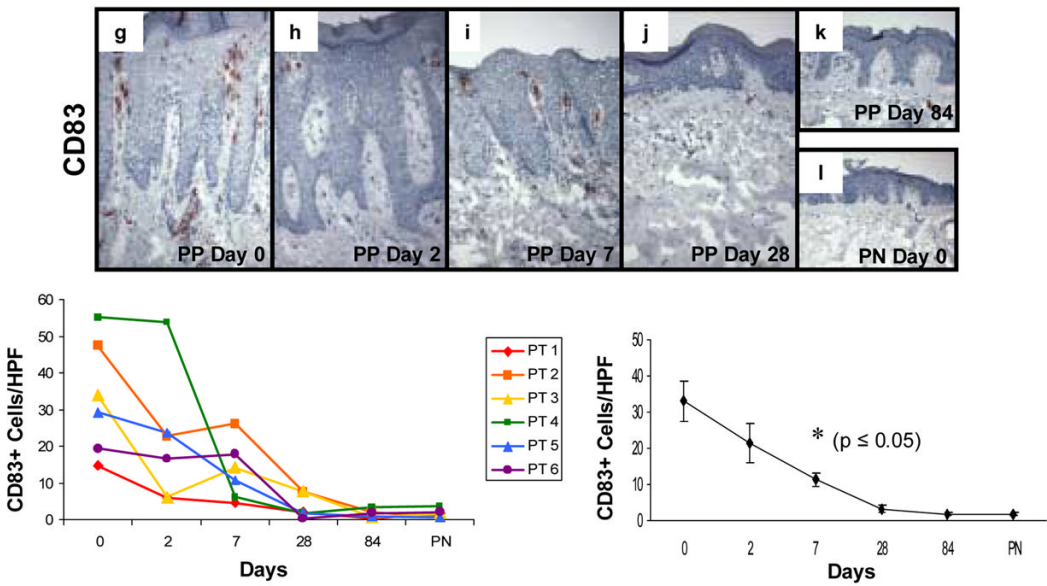 g
h
i
j
k
l
CD83
PP Day 0
PP Day 2
PP Day 7
PP Day 28
PP Day 84
PN Day 0
60
50
40
30
20
10
0
CD83+ Cells/HPF
0 2 7 28 84 PN
Days
PT 1
PT 2
PT 3
PT 4
PT 5
PT 6
50
40
30
20
10
0
CD83+ Cells/HPF
* (p ≤ 0.05)
0 2 7 28 84 PN
Days